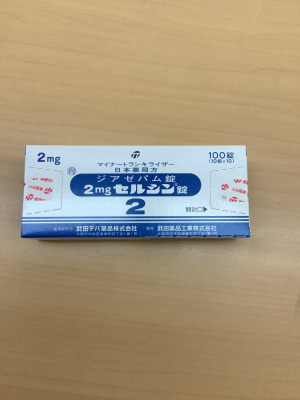 2mg
マイナートランキライザー
日本薬局方
100錠
(10錠×10)
ジアゼパム錠
2mgセルシン錠
2
開封口▶
武田テバ薬品株式会社
武田薬品工業株式会社